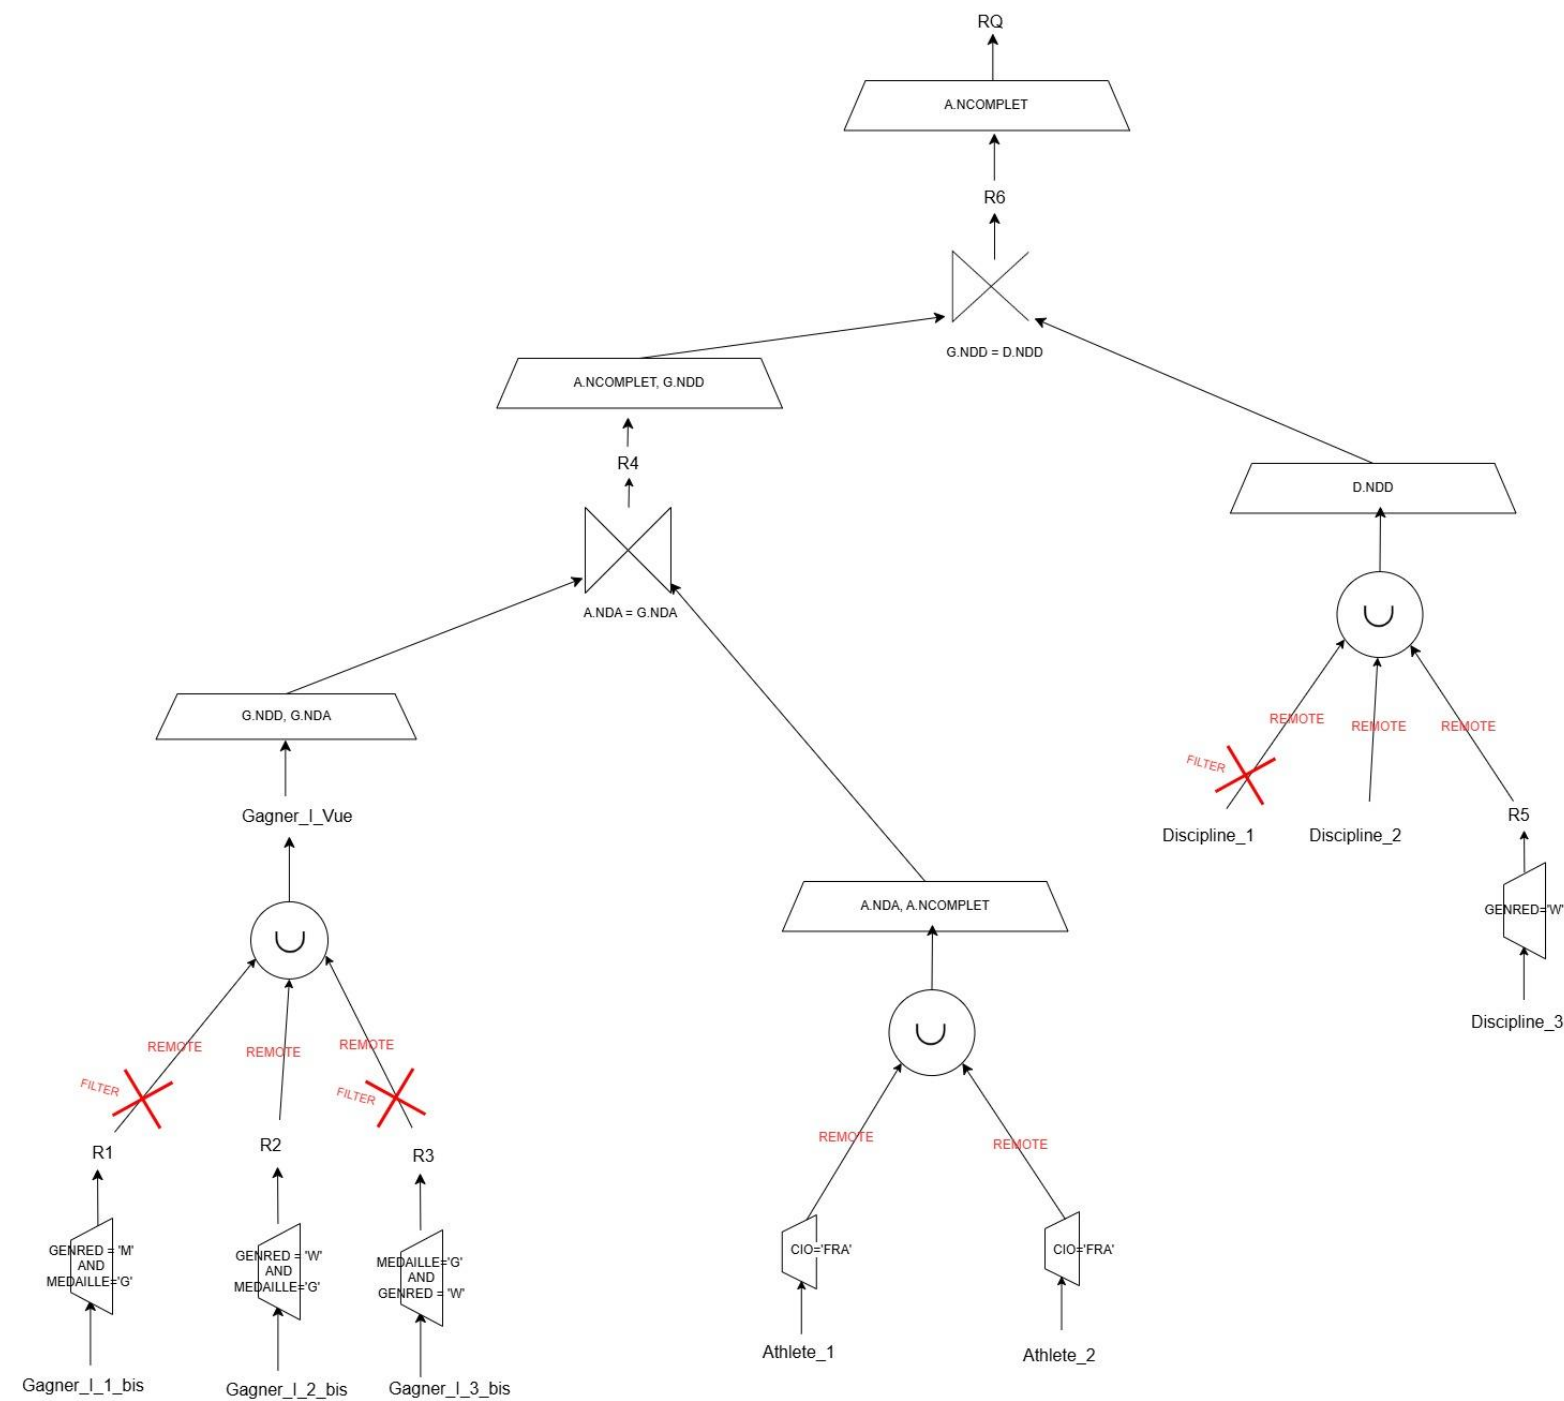 RQ
A.NCOMPLET
R6
G.NDD = D.NDD
A.NCOMPLET, G.NDD
R4
D.NDD
A.NDA = G.NDA
U
G.NDD, G.NDA
REMOTE
REMOTE
REMOTE
FILTER
Gagner_I_Vue
R5
Discipline_1
Discipline_2
A.NDA, A.NCOMPLET
GENRED='W'
U
Discipline_3
U
REMOTE
REMOTE
REMOTE
FILTER
FILTER
REMOTE
REMOTE
R1
R2
R3
GENRED = 'M'
AND
MEDAILLE='G'
GENRED = 'W'
AND
MEDAILLE='G'
MEDAILLE='G'
AND
GENRED = 'W'
CIO='FRA'
CIO='FRA'
Athlete_1
Athlete_2
Gagner_I_1_bis
Gagner_I_2_bis
Gagner_I_3_bis